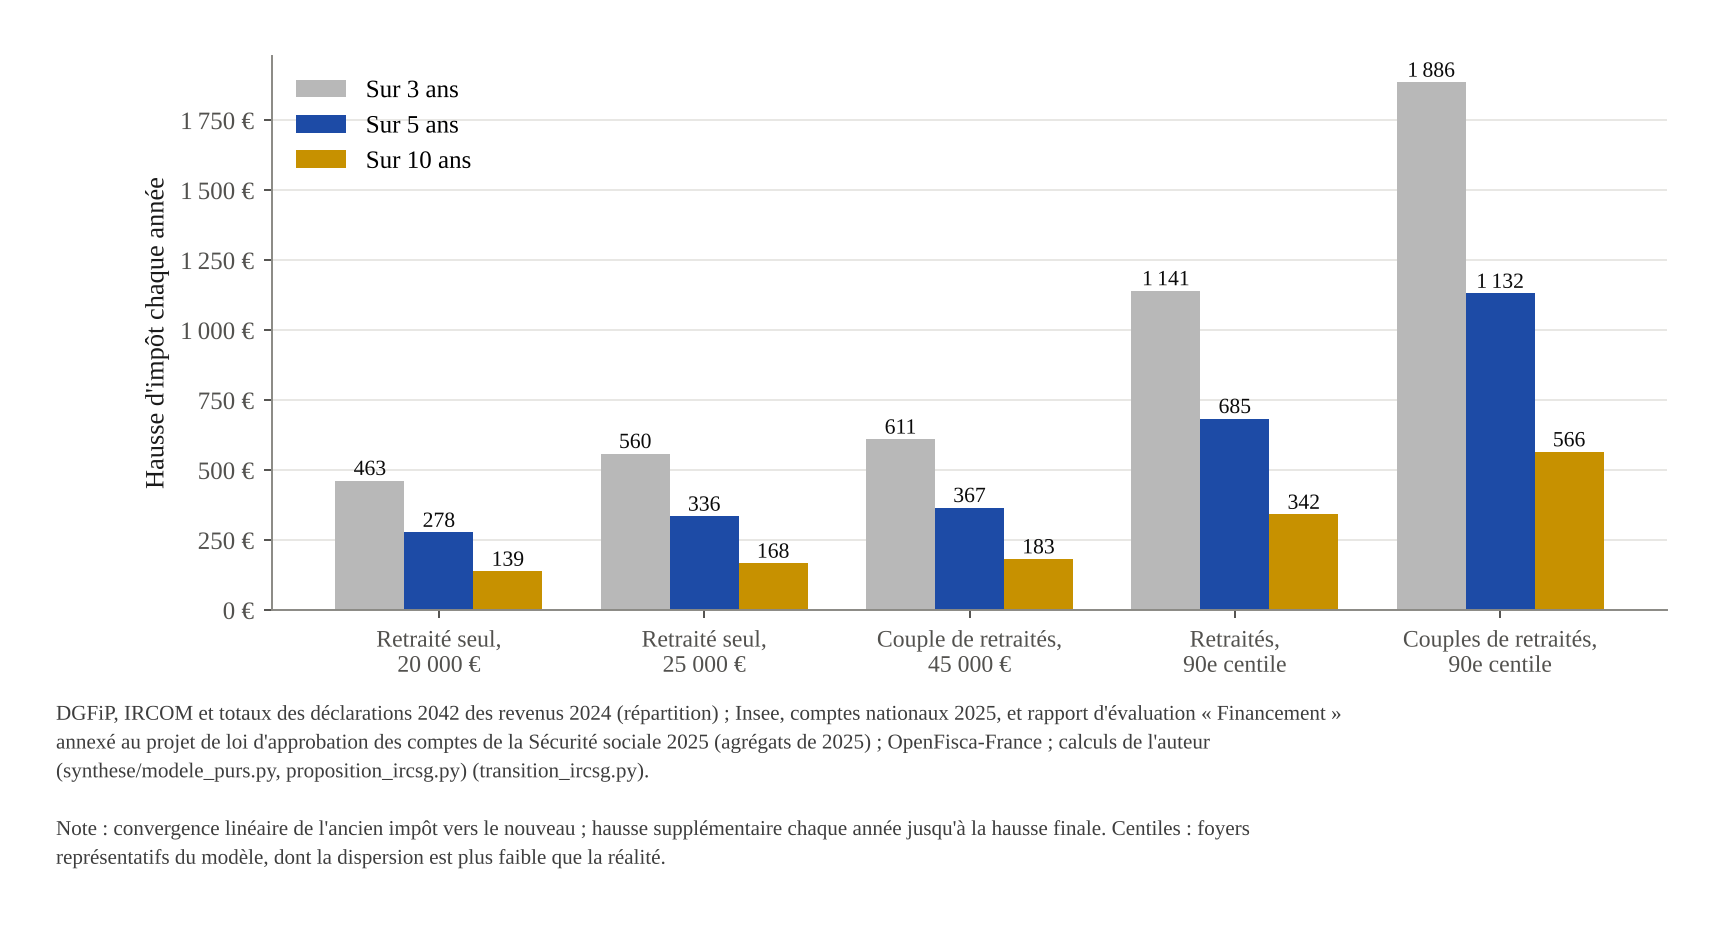 Sur 3 ans
Sur 5 ans
Sur 10 ans
Hausse d'impôt chaque année
1 750 €
1 500 €
1 250 €
1 000 €
750 €
500 €
250 €
0 €
463
278
139
560
336
168
611
367
183
1 141
685
342
1 886
1 132
566
Retraité seul,
20 000 €
Retraité seul,
25 000 €
Couple de retraités,
45 000 €
Retraités,
90e centile
Couples de retraités,
90e centile
DGFiP, IRCOM et totaux des déclarations 2042 des revenus 2024 (répartition) ; Insee, comptes nationaux 2025, et rapport d'évaluation « Financement »
annexé au projet de loi d'approbation des comptes de la Sécurité sociale 2025 (agrégats de 2025) ; OpenFisca-France ; calculs de l'auteur
(synthese/modele_purs.py, proposition_ircsg.py) (transition_ircsg.py).
Note : convergence linéaire de l'ancien impôt vers le nouveau ; hausse supplémentaire chaque année jusqu'à la hausse finale. Centiles : foyers
représentatifs du modèle, dont la dispersion est plus faible que la réalité.